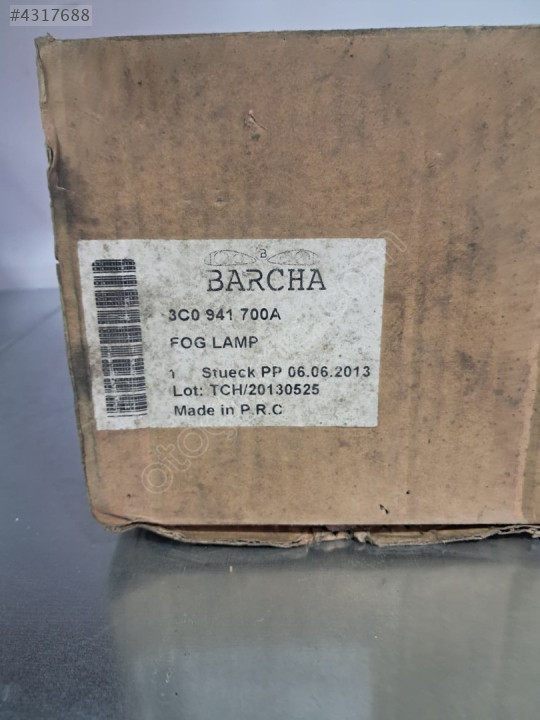 #4317688
B
BARCHA
3C0 941 700A
FOG LAMP
1 Stueck PP 06.06.2013
Lot: TCH/20130525
Made in P.R.C